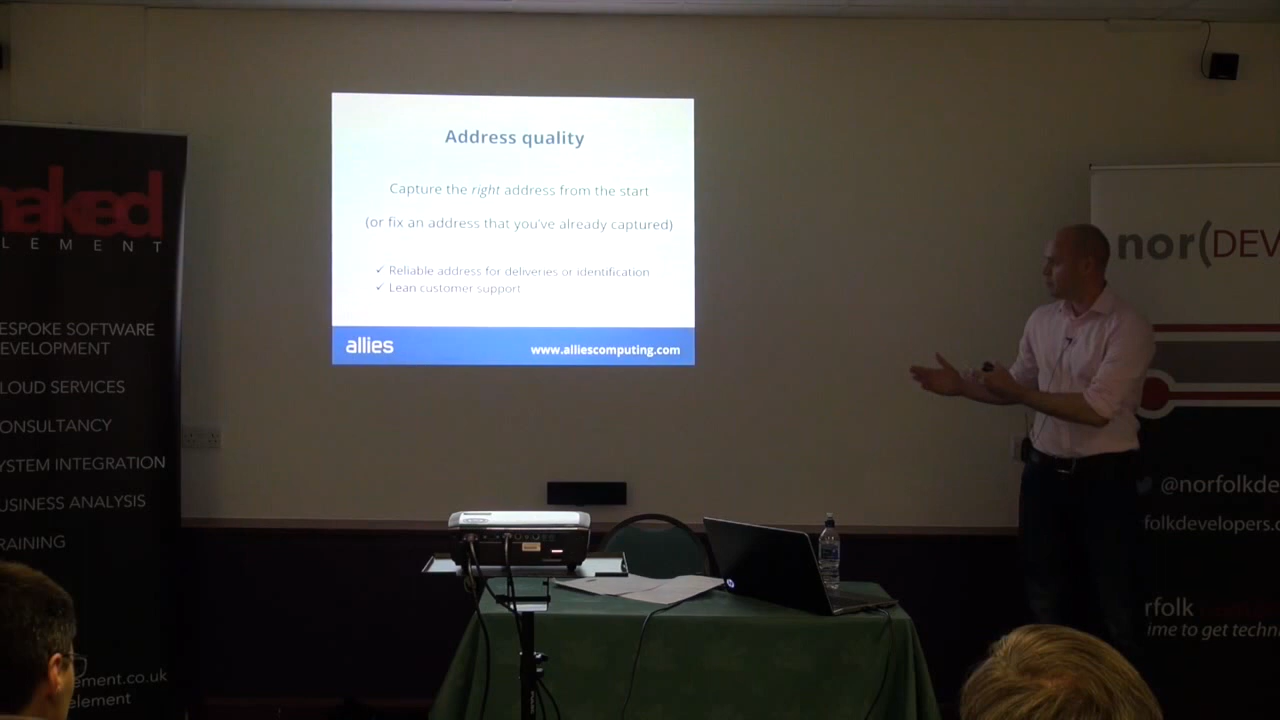 naked
LEMENT
ESPOKE SOFTWARE
EVELOPMENT
LOUD SERVICES
ONSULTANCY
YSTEM INTEGRATION
USINESS ANALYSIS
RAINING
ement.co.uk
element
Address quality
Capture the right address from the start
(or fix an address that you've already captured)
✓ Reliable address for deliveries or identification
✓ Lean customer support
allies
www.alliescomputing.com
nor(DEV
@norfolkde
folkdevelopers.c
rfolk
ime to get techn